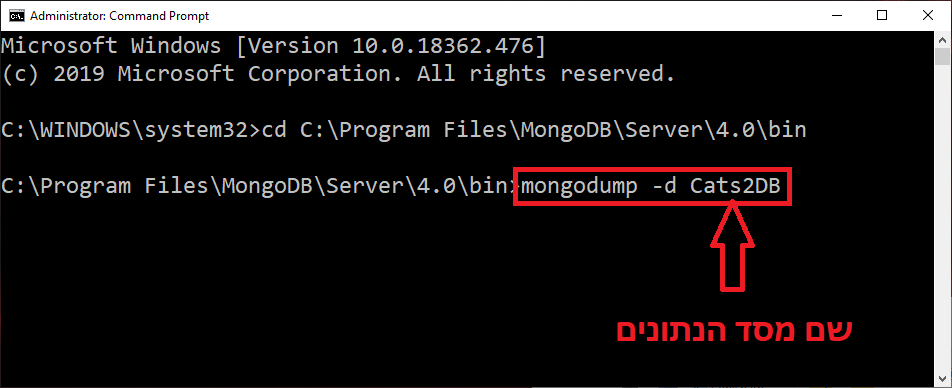 Administrator: Command Prompt
Microsoft Windows [Version 10.0.18362.476]
(c) 2019 Microsoft Corporation. All rights reserved.
C:\WINDOWS\system32>cd C:\Program Files\MongoDB\Server\4.0\bin
C:\Program Files\MongoDB\Server\4.0\bin>mongodump -d Cats2DB
שם מסד הנתונים